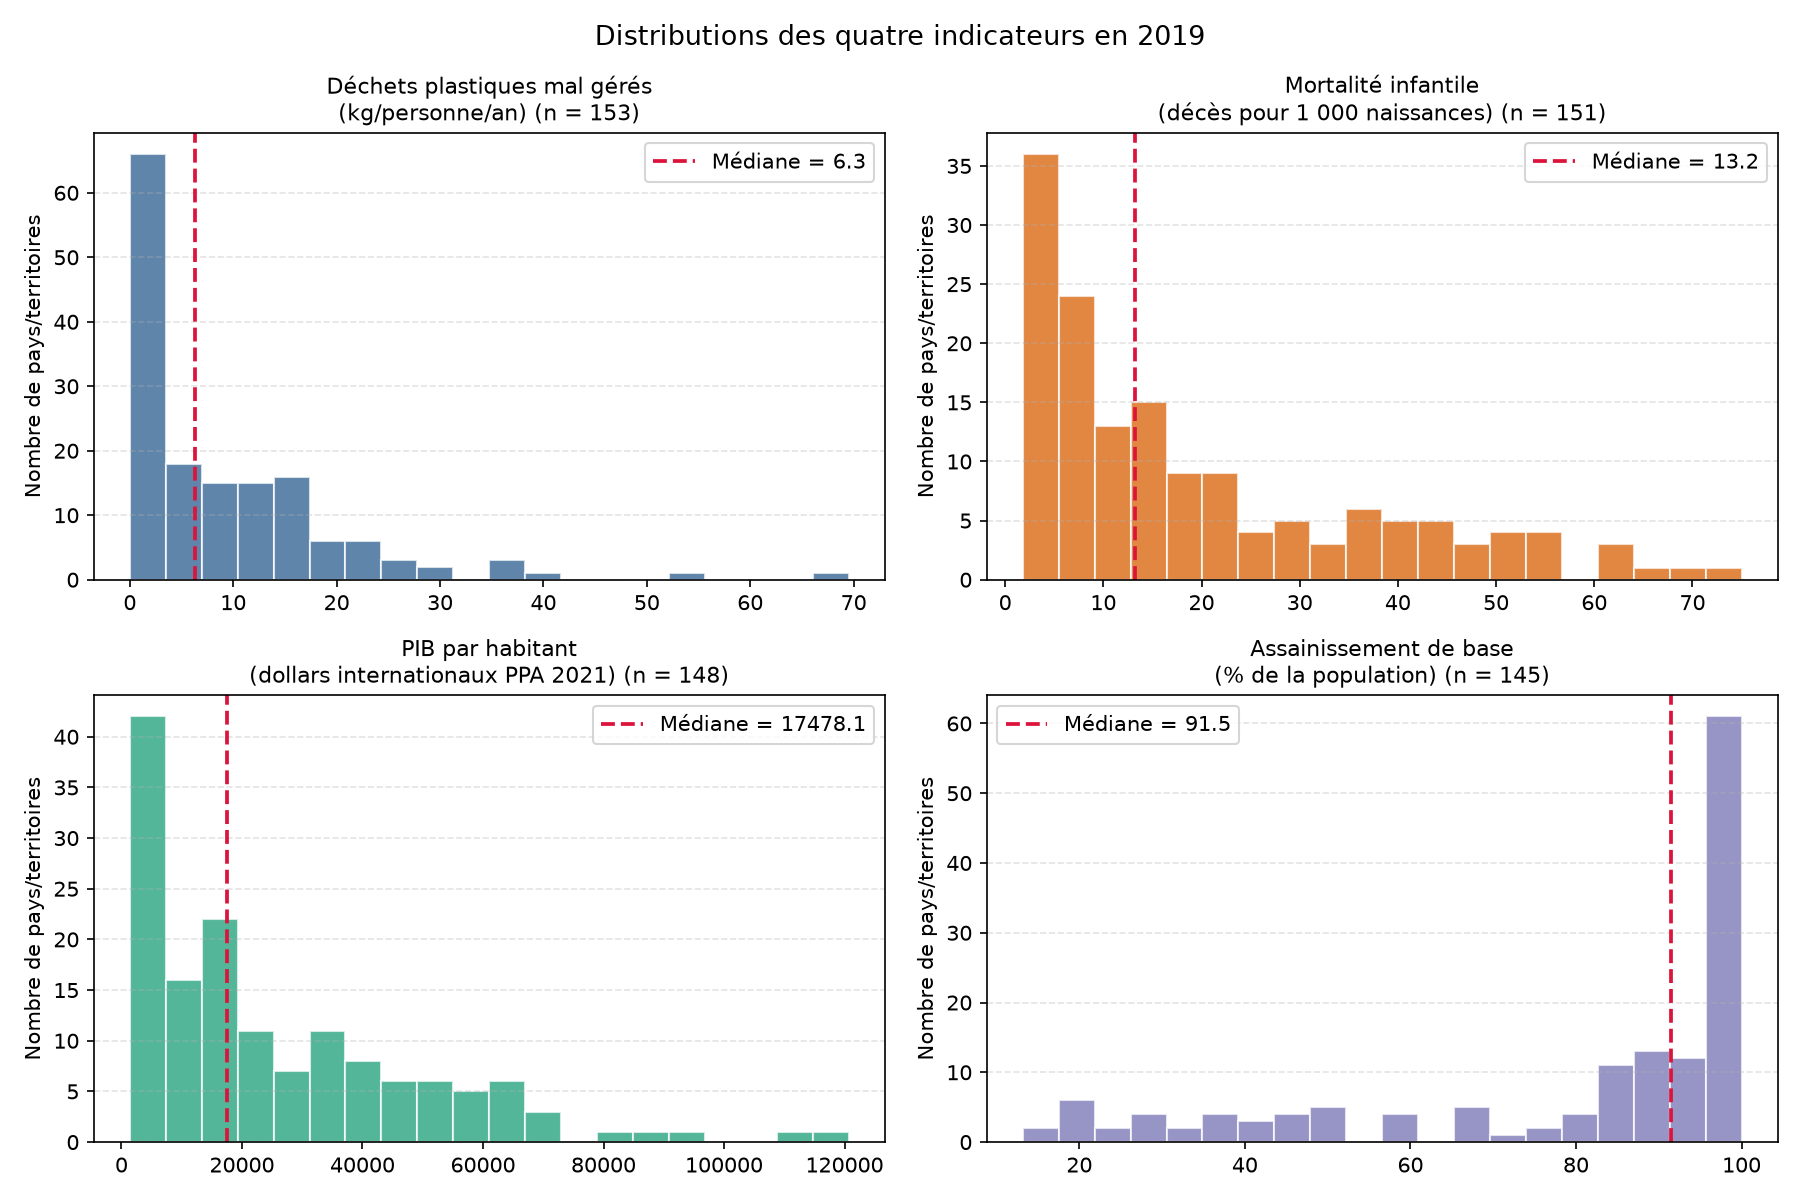 Distributions des quatre indicateurs en 2019
Déchets plastiques mal gérés
(kg/personne/an) (n = 153)
Médiane = 6.3
Nombre de pays/territoires
60
50
40
30
20
10
0
0 10 20 30 40 50 60 70
Mortalité infantile
(décès pour 1 000 naissances) (n = 151)
Médiane = 13.2
Nombre de pays/territoires
35
30
25
20
15
10
5
0
0 10 20 30 40 50 60 70
PIB par habitant
(dollars internationaux PPA 2021) (n = 148)
Médiane = 17478.1
Nombre de pays/territoires
40
35
30
25
20
15
10
5
0
0 20000 40000 60000 80000 100000 120000
Assainissement de base
(% de la population) (n = 145)
Médiane = 91.5
Nombre de pays/territoires
60
50
40
30
20
10
0
20 40 60 80 100